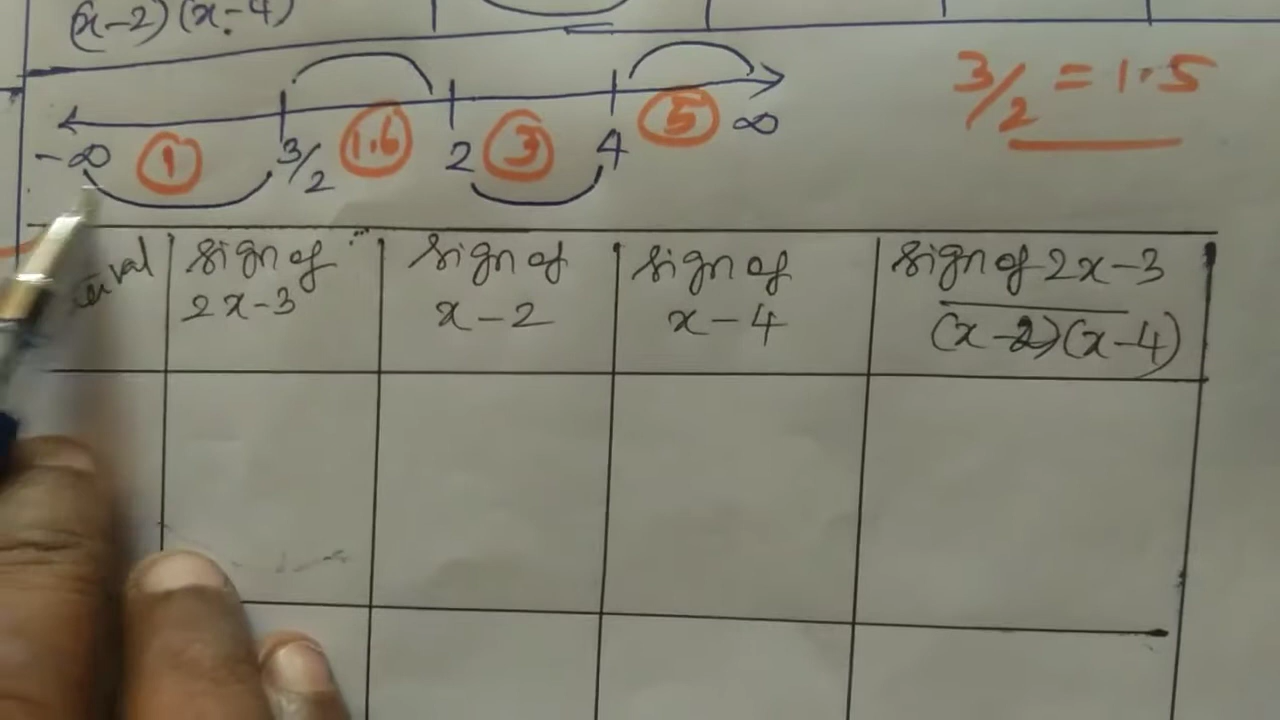 (x-2)(x-4)
3/2 = 1.5
-∞ 1 3/2 1.6 2 3 4 5 ∞
Sign of 2x-3
Sign of x-2
Sign of x-4
Sign of 2x-3
(x-2)(x-4)